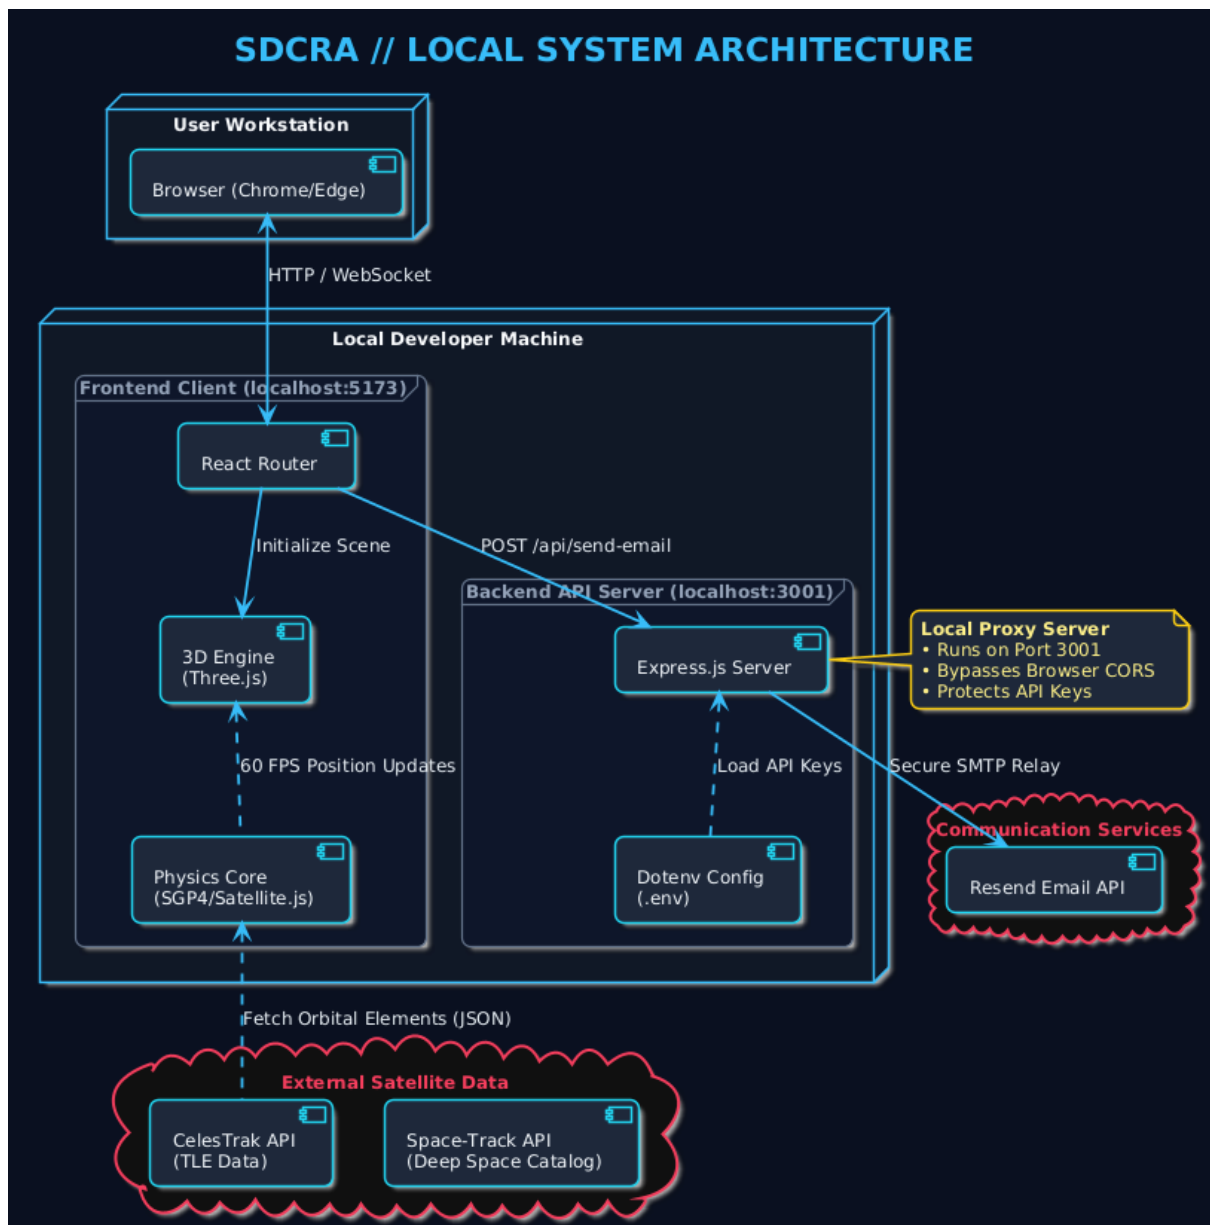 SDCRA // LOCAL SYSTEM ARCHITECTURE
User Workstation
Browser (Chrome/Edge)
HTTP / WebSocket
Local Developer Machine
Frontend Client (localhost:5173)
React Router
Initialize Scene
POST /api/send-email
Backend API Server (localhost:3001)
3D Engine
(Three.js)
Express.js Server
Local Proxy Server
• Runs on Port 3001
• Bypasses Browser CORS
• Protects API Keys
60 FPS Position Updates
Load API Keys
Secure SMTP Relay
Communication Services
Physics Core
(SGP4/Satellite.js)
Dotenv Config
(.env)
Resend Email API
Fetch Orbital Elements (JSON)
External Satellite Data
CelesTrak API
(TLE Data)
Space-Track API
(Deep Space Catalog)